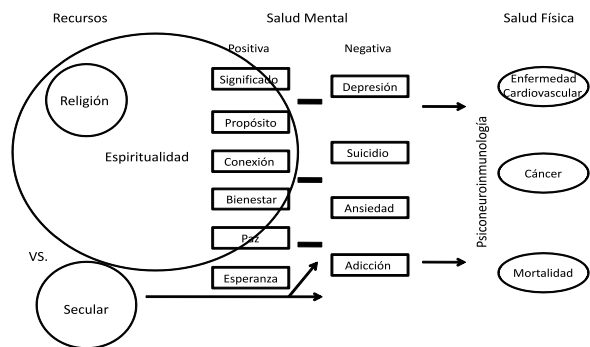 Recursos
Salud Mental
Salud Física
Positiva
Negativa
Significado
Propósito
Conexión
Bienestar
Paz
Esperanza
Depresión
Suicidio
Ansiedad
Adicción
Religión
Espiritualidad
VS.
Secular
Psiconeuroinmunología
Enfermedad
Cardiovascular
Cáncer
Mortalidad